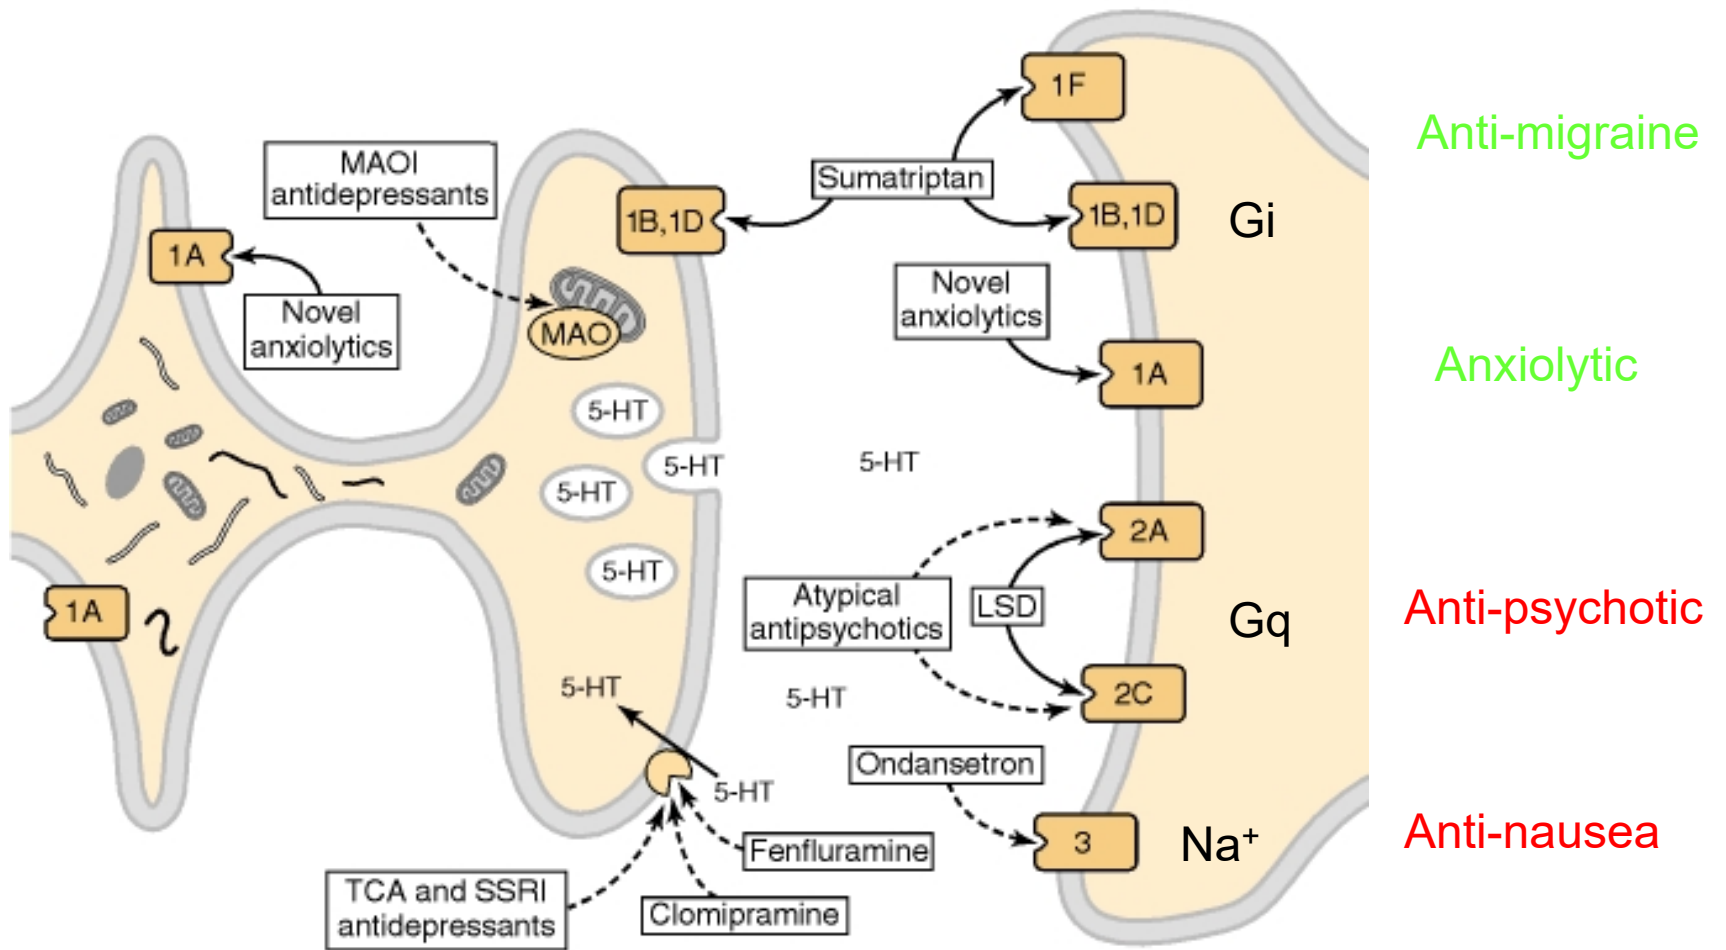 1F
Anti-migraine
MAOI
antidepressants
Sumatriptan
1B,1D
1B,1D
Gi
1A
Novel
anxiolytics
Novel
anxiolytics
MAO
1A
Anxiolytic
5-HT
5-HT
5-HT
5-HT
2A
5-HT
Atypical
antipsychotics
LSD
Gq
Anti-psychotic
1A
5-HT
5-HT
2C
Ondansetron
5-HT
3
Na+
Anti-nausea
Fenfluramine
TCA and SSRI
antidepressants
Clomipramine